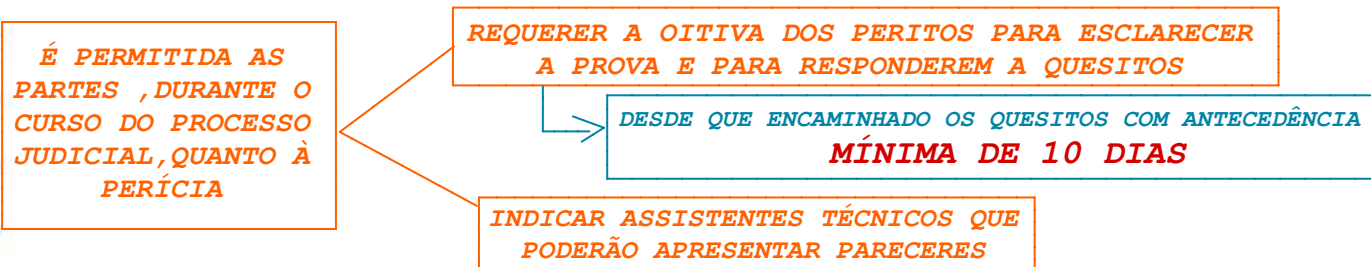 É PERMITIDA AS
PARTES ,DURANTE O
CURSO DO PROCESSO
JUDICIAL,QUANTO À
PERÍCIA
REQUERER A OITIVA DOS PERITOS PARA ESCLARECER
A PROVA E PARA RESPONDEREM A QUESITOS
DESDE QUE ENCAMINHADO OS QUESITOS COM ANTECEDÊNCIA
MÍNIMA DE 10 DIAS
INDICAR ASSISTENTES TÉCNICOS QUE
PODERÃO APRESENTAR PARECERES